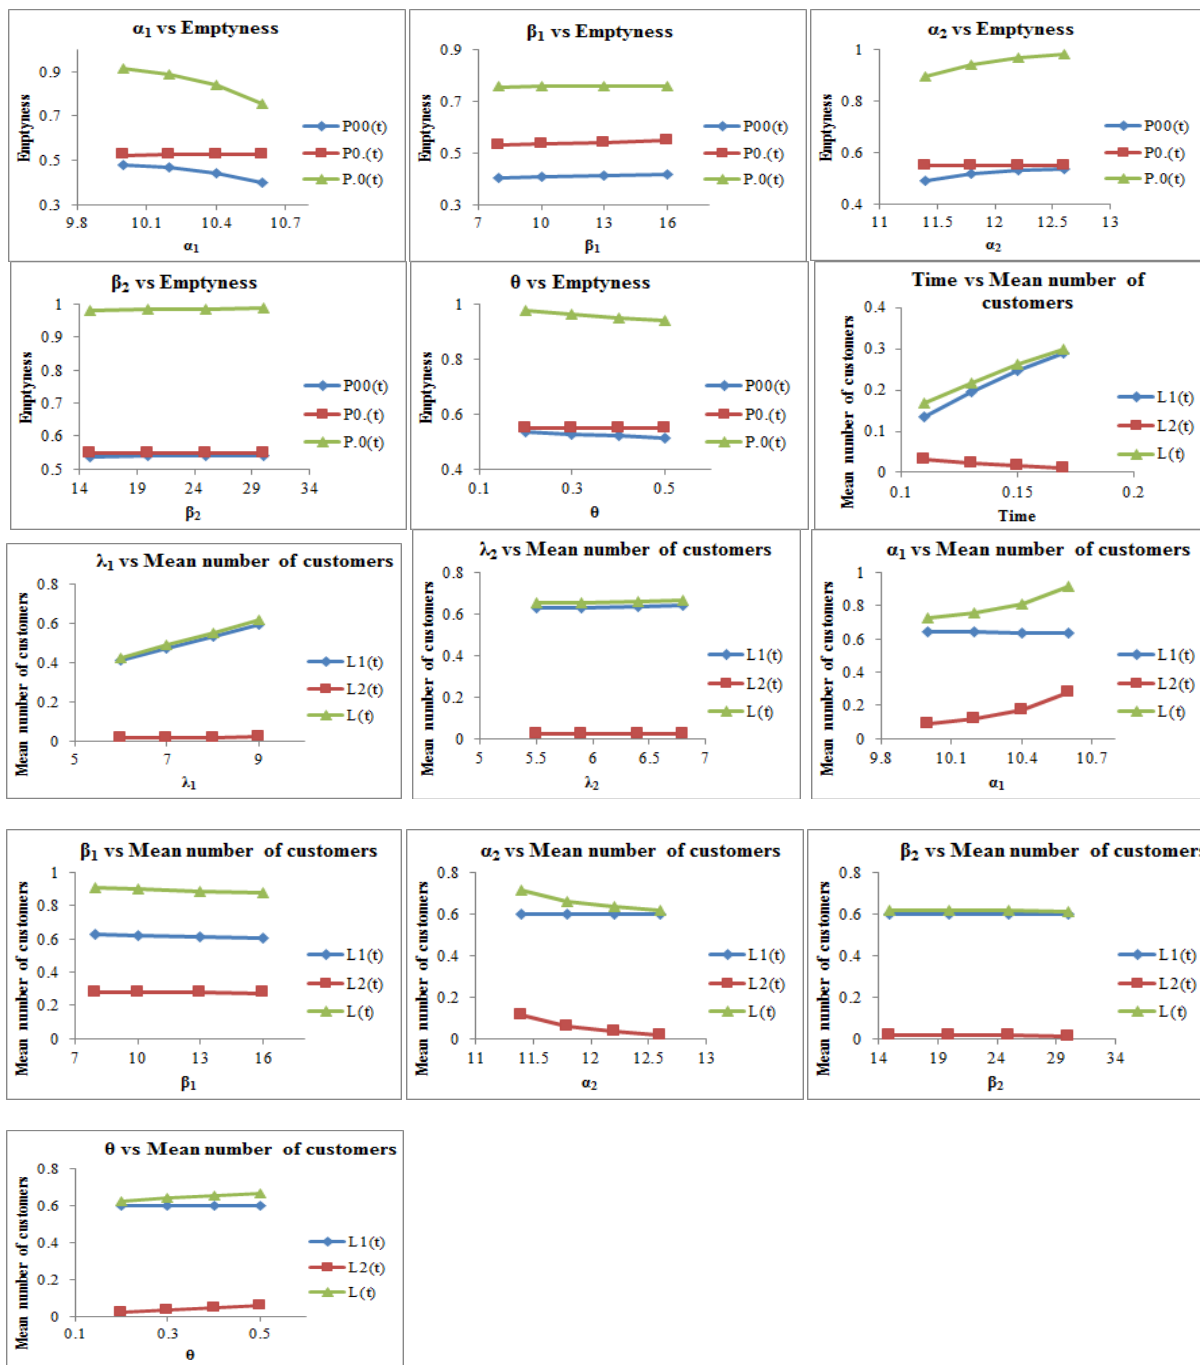 α₁ vs Emptyness
Emptyness
0.9
0.7
0.5
0.3
9.8 10.1 10.4 10.7
α₁
P00(t)
P0.(t)
P.0(t)
β₁ vs Emptyness
Emptyness
0.9
0.7
0.5
0.3
7 10 13 16
β₁
P00(t)
P0.(t)
P.0(t)
α₂ vs Emptyness
Emptyness
1
0.8
0.6
0.4
11 11.5 12 12.5 13
α₂
P00(t)
P0.(t)
P.0(t)
β₂ vs Emptyness
Emptyness
1
0.9
0.8
0.7
0.6
0.5
14 19 24 29 34
β₂
P00(t)
P0.(t)
P.0(t)
θ vs Emptyness
Emptyness
1
0.8
0.6
0.4
0.1 0.3 0.5
θ
P00(t)
P0.(t)
P.0(t)
Time vs Mean number of
customers
Mean number of customers
0.4
0.3
0.2
0.1
0
0.1 0.15 0.2
Time
L1(t)
L2(t)
L(t)
λ₁ vs Mean number of customers
Mean number of customers
0.8
0.6
0.4
0.2
0
5 7 9
λ₁
L1(t)
L2(t)
L(t)
λ₂ vs Mean number of customers
Mean number of customers
0.8
0.6
0.4
0.2
0
5 5.5 6 6.5 7
λ₂
L1(t)
L2(t)
L(t)
α₁ vs Mean number of customers
Mean number of customers
1
0.8
0.6
0.4
0.2
0
9.8 10.1 10.4 10.7
α₁
L1(t)
L2(t)
L(t)
β₁ vs Mean number of customers
Mean number of customers
1
0.8
0.6
0.4
0.2
0
7 10 13 16
β₁
L1(t)
L2(t)
L(t)
α₂ vs Mean number of customers
Mean number of customers
0.8
0.6
0.4
0.2
0
11 11.5 12 12.5 13
α₂
L1(t)
L2(t)
L(t)
β₂ vs Mean number of customers
Mean number of customers
0.8
0.6
0.4
0.2
0
14 19 24 29 34
β₂
L1(t)
L2(t)
L(t)
θ vs Mean number of customers
Mean number of customers
0.8
0.6
0.4
0.2
0
0.1 0.3 0.5
θ
L1(t)
L2(t)
L(t)